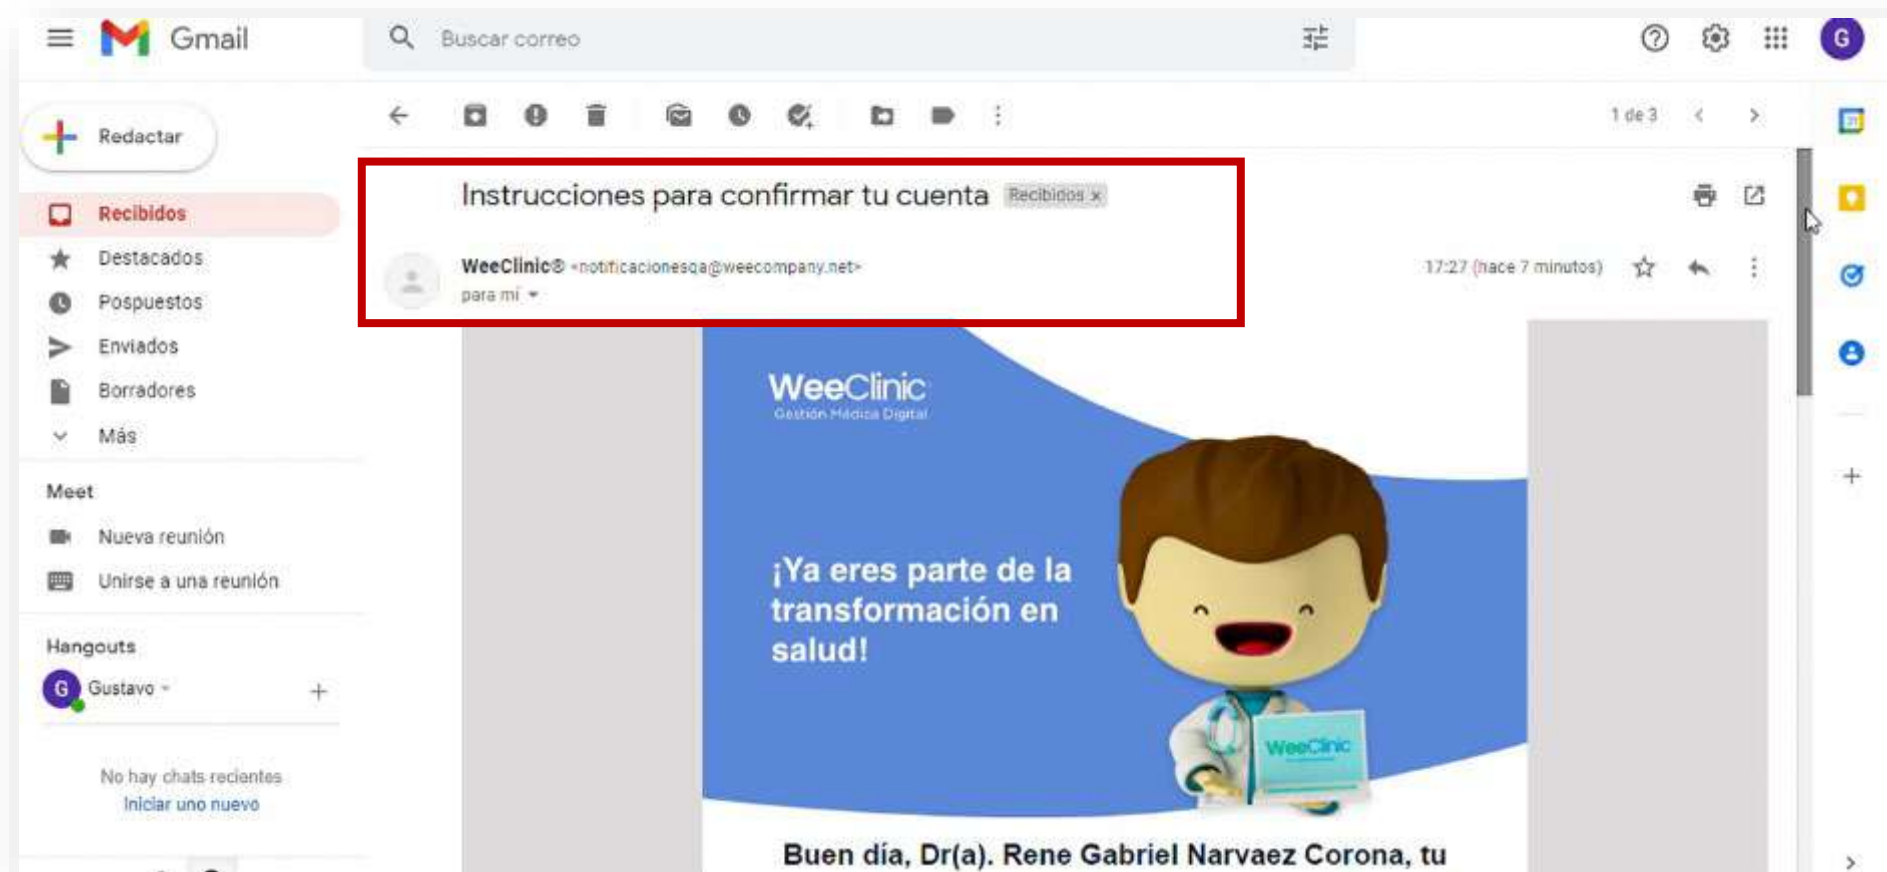 Gmail
Buscar correo
G
Redactar
1 de 3
Instrucciones para confirmar tu cuenta Recibidos x
Recibidos
WeeClinic® <notificacionesqa@weecompany.net>
17:27 (hace 7 minutos)
para mí
Destacados
Pospuestos
Enviados
Borradores
Más
Meet
Nueva reunión
Unirse a una reunión
Hangouts
G Gustavo
No hay chats recientes
Iniciar uno nuevo
WeeClinic
Gestión Médica Digital
¡Ya eres parte de la
transformación en
salud!
WeeClinic
Buen día, Dr(a). Rene Gabriel Narvaez Corona, tu